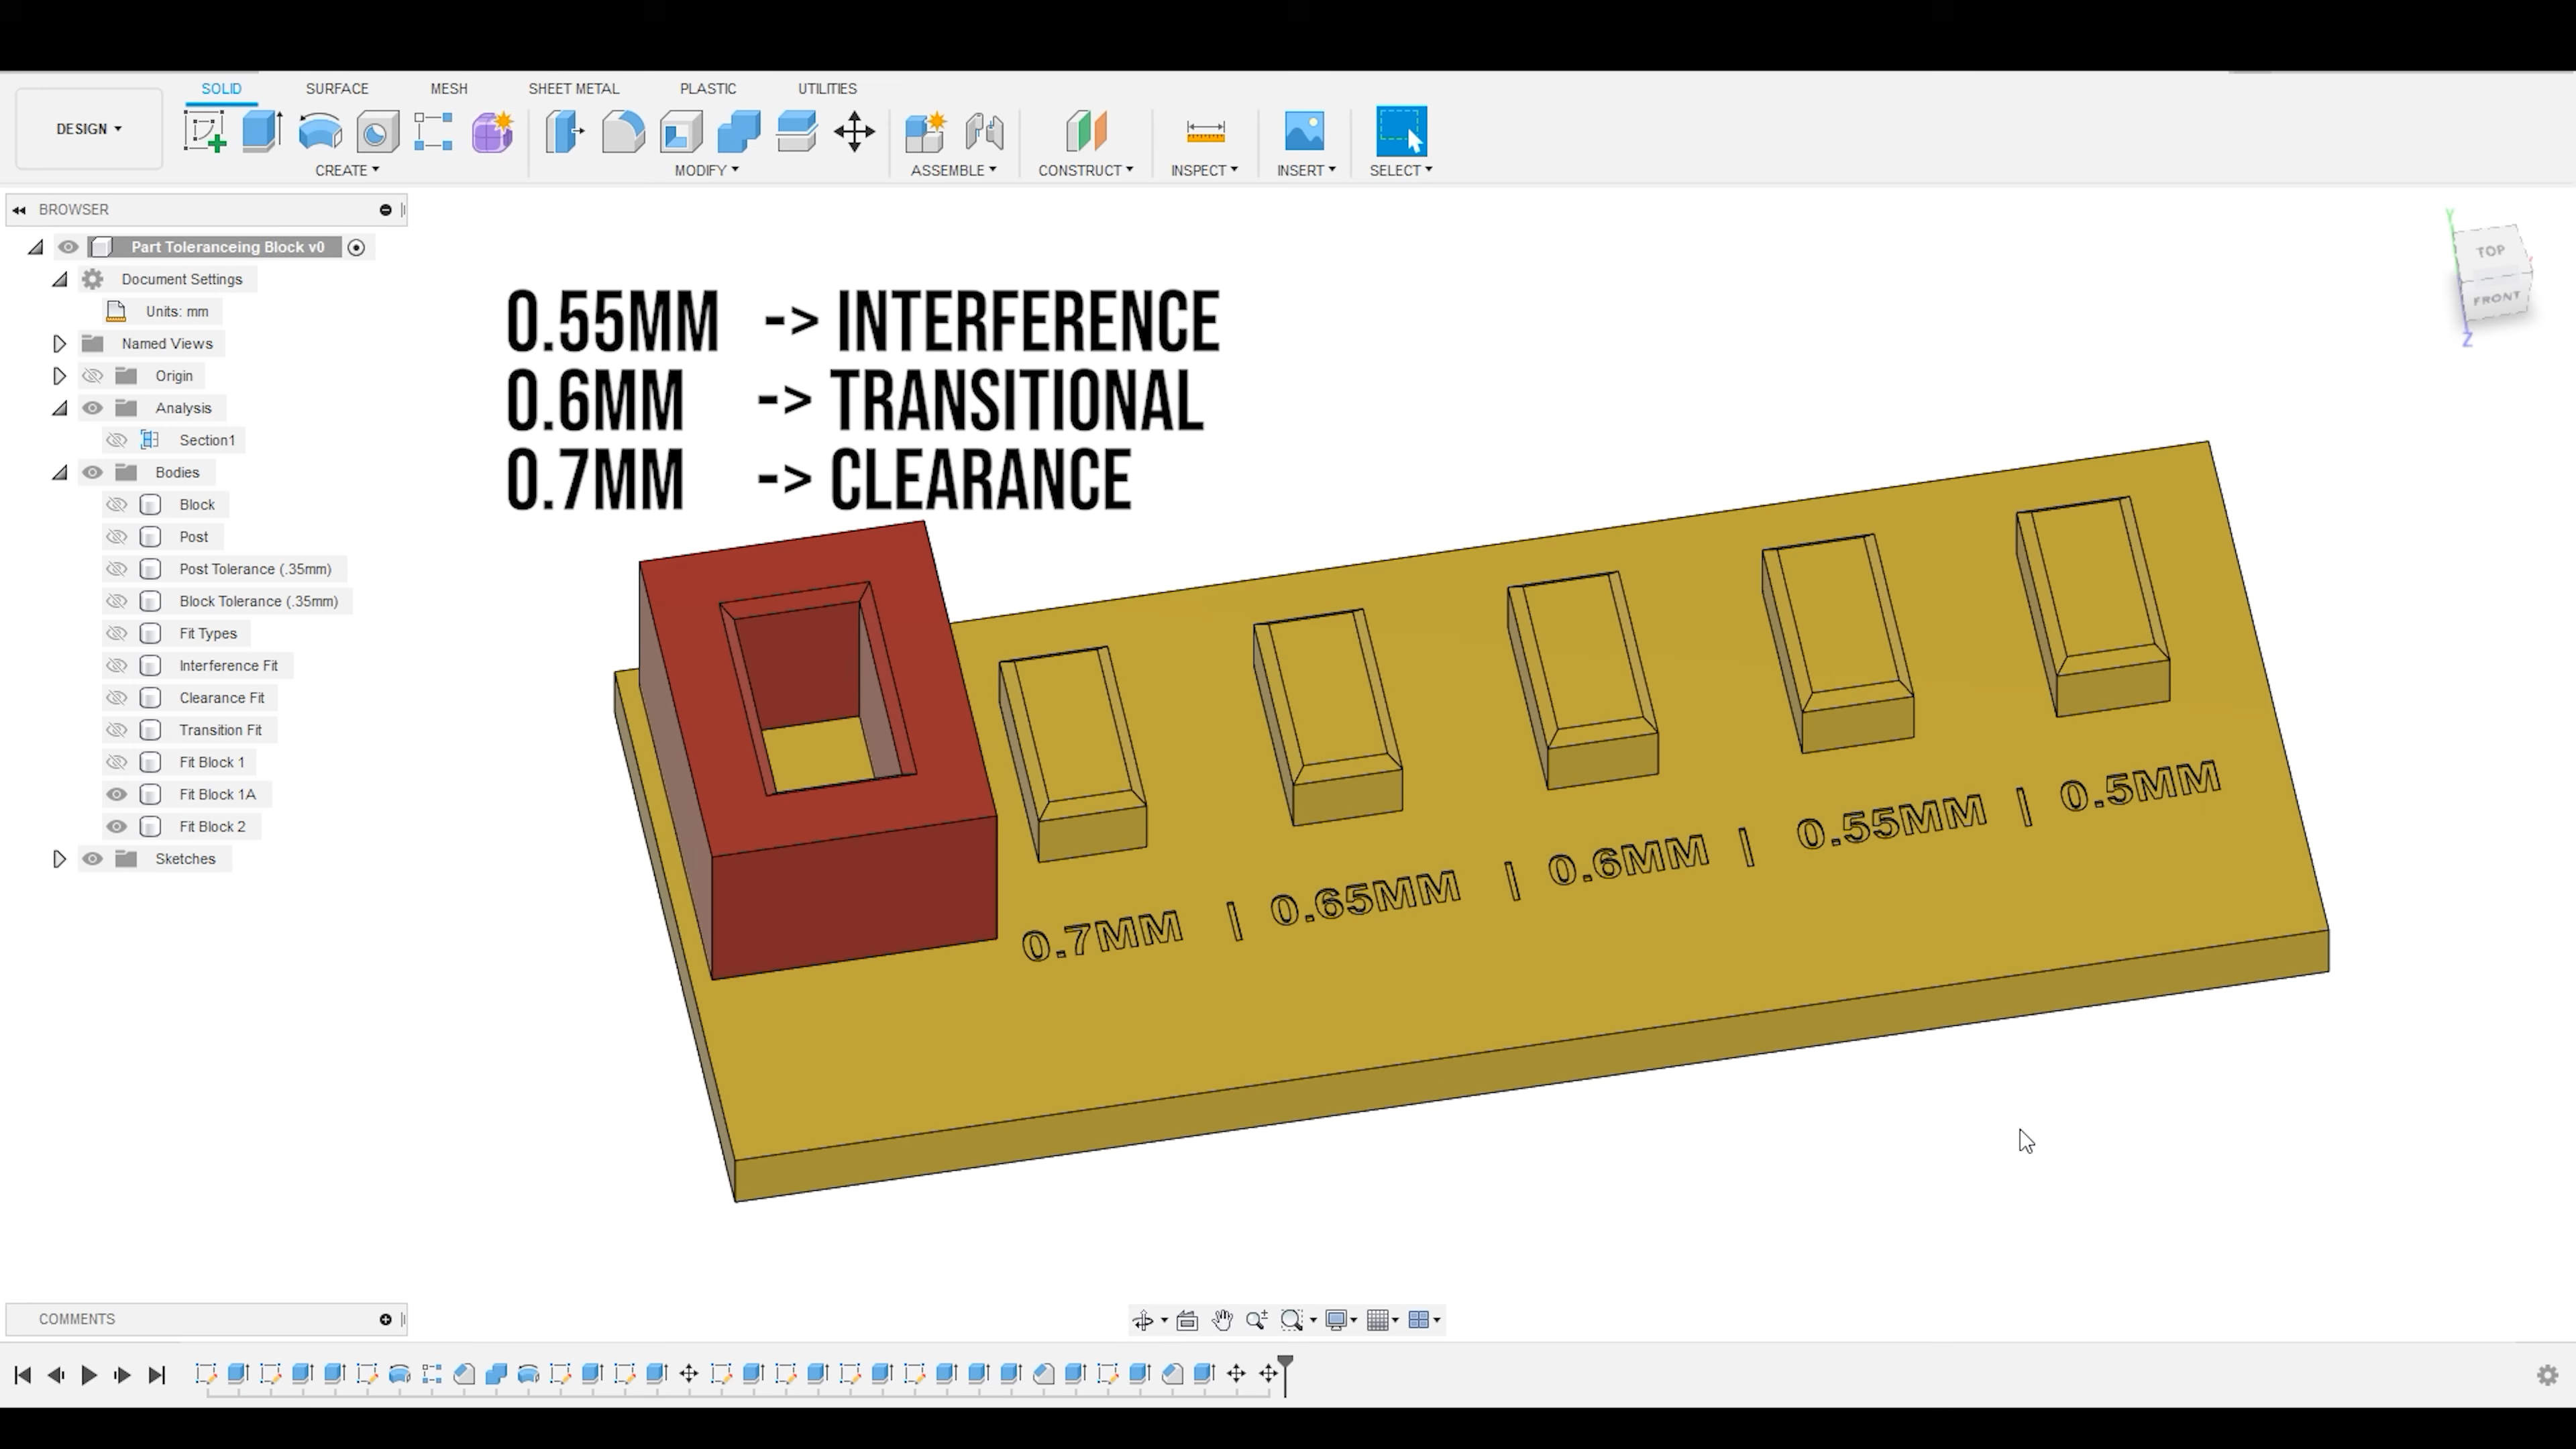 SOLID SURFACE MESH SHEET METAL PLASTIC UTILITIES
DESIGN
CREATE MODIFY ASSEMBLE CONSTRUCT INSPECT INSERT SELECT
BROWSER
Part Toleranceing Block v0
Document Settings
Units: mm
Named Views
Origin
Analysis
Section1
Bodies
Block
Post
Post Tolerance (.35mm)
Block Tolerance (.35mm)
Fit Types
Interference Fit
Clearance Fit
Transition Fit
Fit Block 1
Fit Block 1A
Fit Block 2
Sketches
0.55MM -> INTERFERENCE
0.6MM -> TRANSITIONAL
0.7MM -> CLEARANCE
Y
TOP
FRONT
Z
0.7MM | 0.65MM | 0.6MM | 0.55MM | 0.5MM
COMMENTS